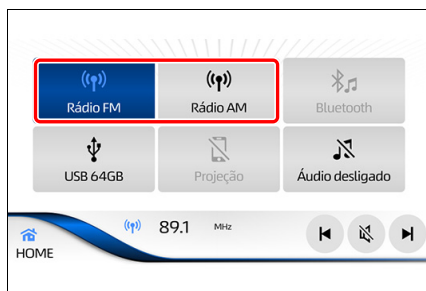 Rádio FM
Rádio AM
Bluetooth
USB 64GB
Projeção
Áudio desligado
HOME
89.1 MHz